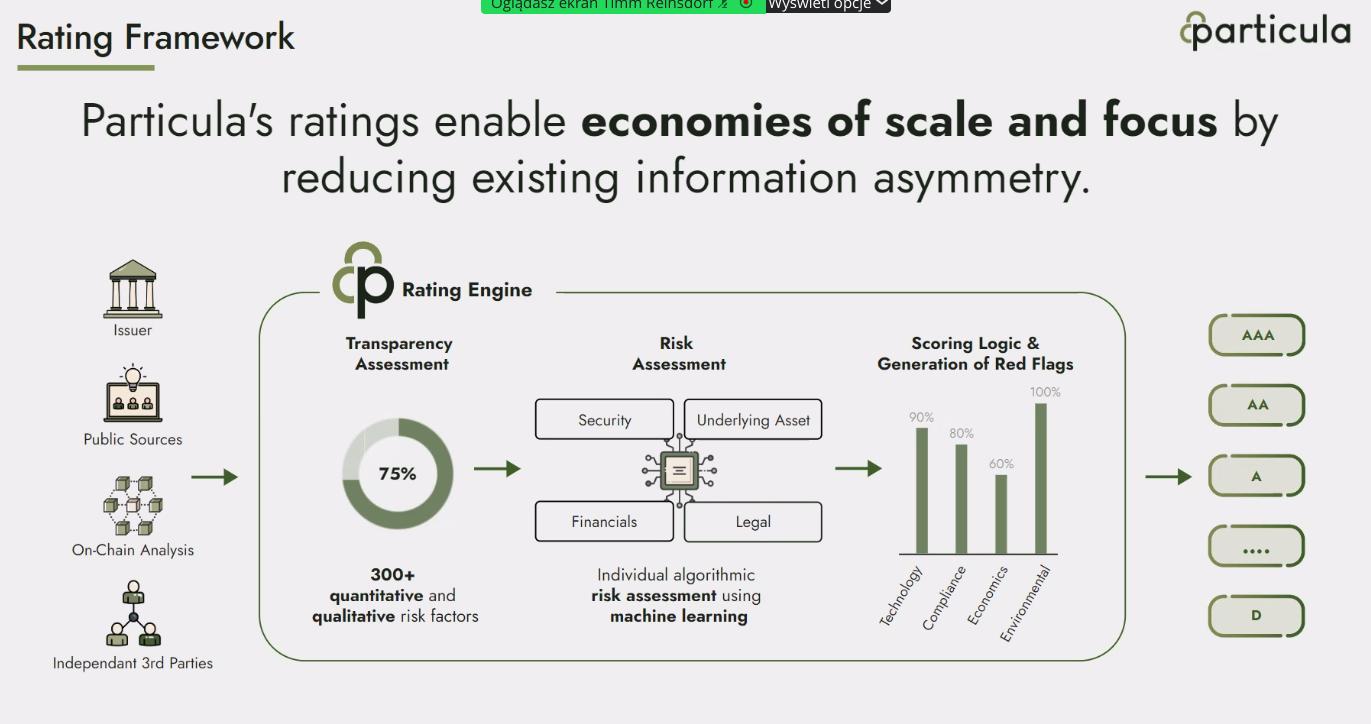 Oglądasz ekran Timm Reinsdorf
Wyświetl opcje
Rating Framework
particula
Particula's ratings enable economies of scale and focus by
reducing existing information asymmetry.
Issuer
Public Sources
On-Chain Analysis
Independant 3rd Parties
Rating Engine
Transparency
Assessment
75%
300+
quantitative and
qualitative risk factors
Risk
Assessment
Security
Underlying Asset
Financials
Legal
Individual algorithmic
risk assessment using
machine learning
Scoring Logic &
Generation of Red Flags
90%
80%
60%
100%
Technology
Compliance
Economics
Environmental
AAA
AA
A
....
D